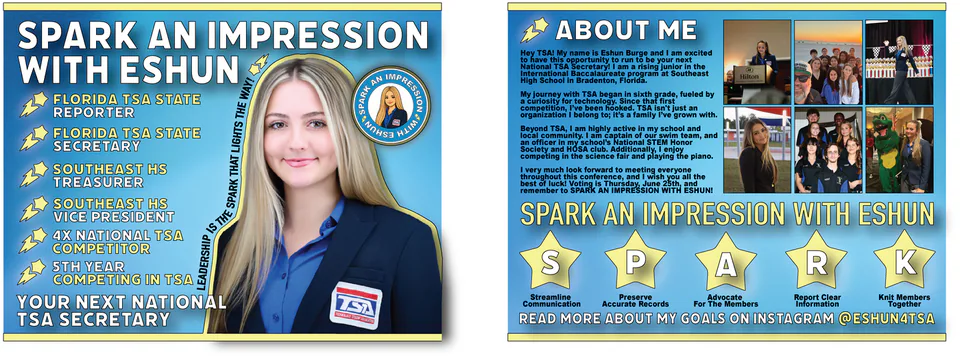 SPARK AN IMPRESSION
WITH ESHUN
FLORIDA TSA STATE
REPORTER
FLORIDA TSA STATE
SECRETARY
SOUTHEAST HS
TREASURER
SOUTHEAST HS
VICE PRESIDENT
4X NATIONAL TSA
COMPETITOR
5TH YEAR
COMPETING IN TSA
YOUR NEXT NATIONAL
TSA SECRETARY
LEADERSHIP IS THE SPARK THAT LIGHTS THE WAY!
SPARK AN IMPRESSION
WITH ESHUN
TSA
ABOUT ME
Hey TSA! My name is Eshun Burge and I am excited
to have this opportunity to run to be your next
National TSA Secretary! I am a rising junior in the
International Baccalaureate program at Southeast
High School in Bradenton, Florida.
My journey with TSA began in sixth grade, fueled by
a curiosity for technology. Since that first
competition, I've been hooked. TSA isn't just an
organization I belong to; it's a family I've grown with.
Beyond TSA, I am highly active in my school and
local community. I am captain of our swim team, and
an officer in my school's National STEM Honor
Society and HOSA club. Additionally, I enjoy
competing in the science fair and playing the piano.
I very much look forward to meeting everyone
throughout this conference, and I wish you all the
best of luck! Voting is Thursday, June 25th, and
remember to SPARK AN IMPRESSION WITH ESHUN!
Hilton
SPARK AN IMPRESSION WITH ESHUN
S P A R K
Streamline
Communication
Preserve
Accurate Records
Advocate
For The Members
Report Clear
Information
Knit Members
Together
READ MORE ABOUT MY GOALS ON INSTAGRAM @ESHUN4TSA